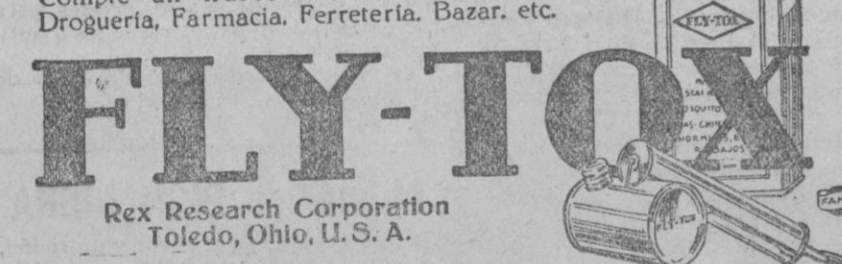 Droguería, Farmacia. Ferretería. Bazar. etc.
FLY-TOX
FLY-TOX
Rex Research Corporation
Toledo, Ohio, U. S. A.
FLY-TOX